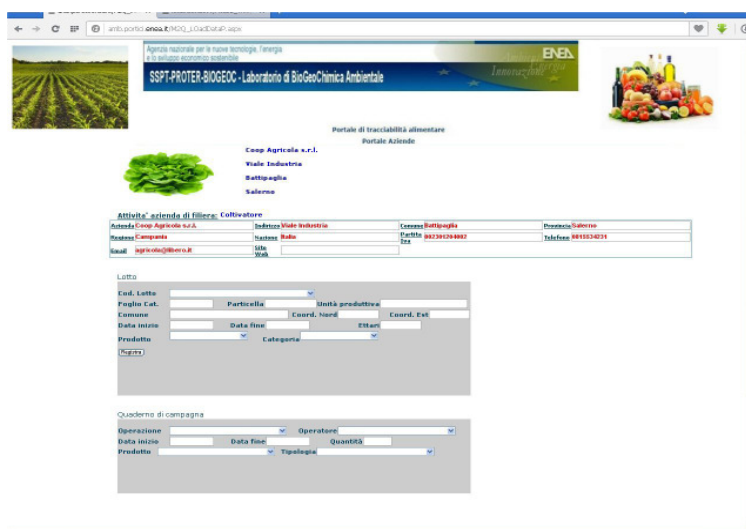 amb.portici.enea.it/M2Q_LOadDataP.aspx
Agenzia nazionale per le nuove tecnologie, l'energia
e lo sviluppo economico sostenibile
ENEA
SSPT-PROTER-BIOGEOC - Laboratorio di BioGeoChimica Ambientale
Portale di tracciabilità alimentare
Portale Aziende
Coop Agricola s.r.l.
Viale Industria
Battipaglia
Salerno
Attivita' azienda di filiera: Coltivatore
Azienda Coop Agricola s.r.l. Indirizzo Viale Industria Comune Battipaglia Provincia Salerno
Regione Campania Nazione Italia Partita Iva Telefono
Email agricola@libero.it Sito Web
Lotto
Cod. Lotto
Foglio Cat. Particella Unità produttiva
Comune Coord. Nord Coord. Est
Data inizio Data fine Ettari
Prodotto Categoria
Registra
Quaderno di campagna
Operazione Operatore
Data inizio Data fine Quantità
Prodotto Tipologia